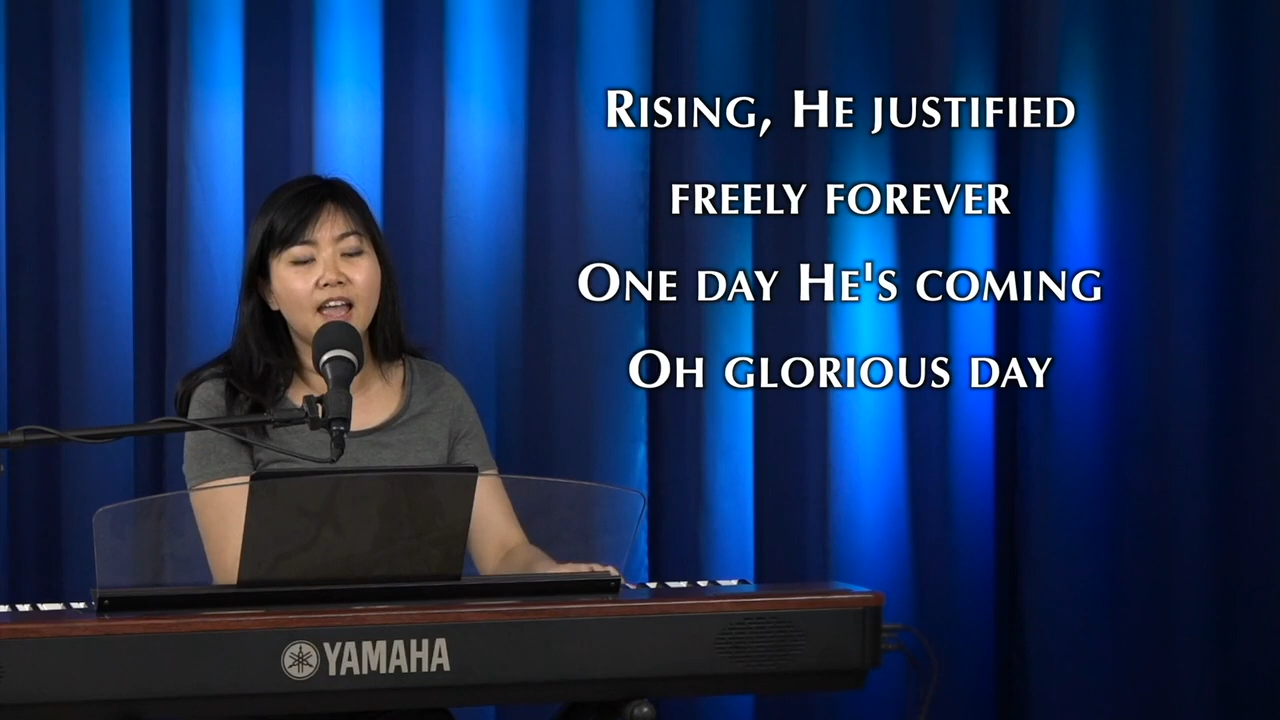 Rising, He justified
freely forever
One day He's coming
Oh glorious day
YAMAHA